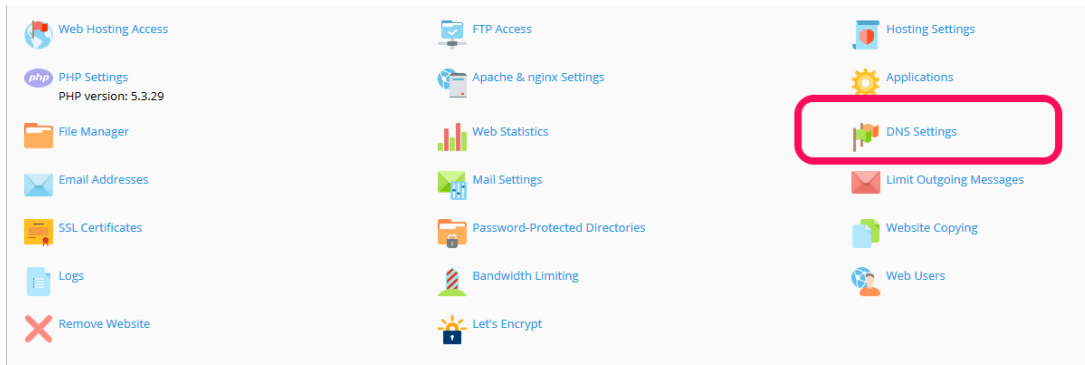 Web Hosting Access
FTP Access
Hosting Settings
php
PHP Settings
PHP version: 5.3.29
Apache & nginx Settings
Applications
File Manager
Web Statistics
DNS Settings
Email Addresses
Mail Settings
Limit Outgoing Messages
SSL Certificates
Password-Protected Directories
Website Copying
Logs
Bandwidth Limiting
Web Users
Remove Website
Let's Encrypt